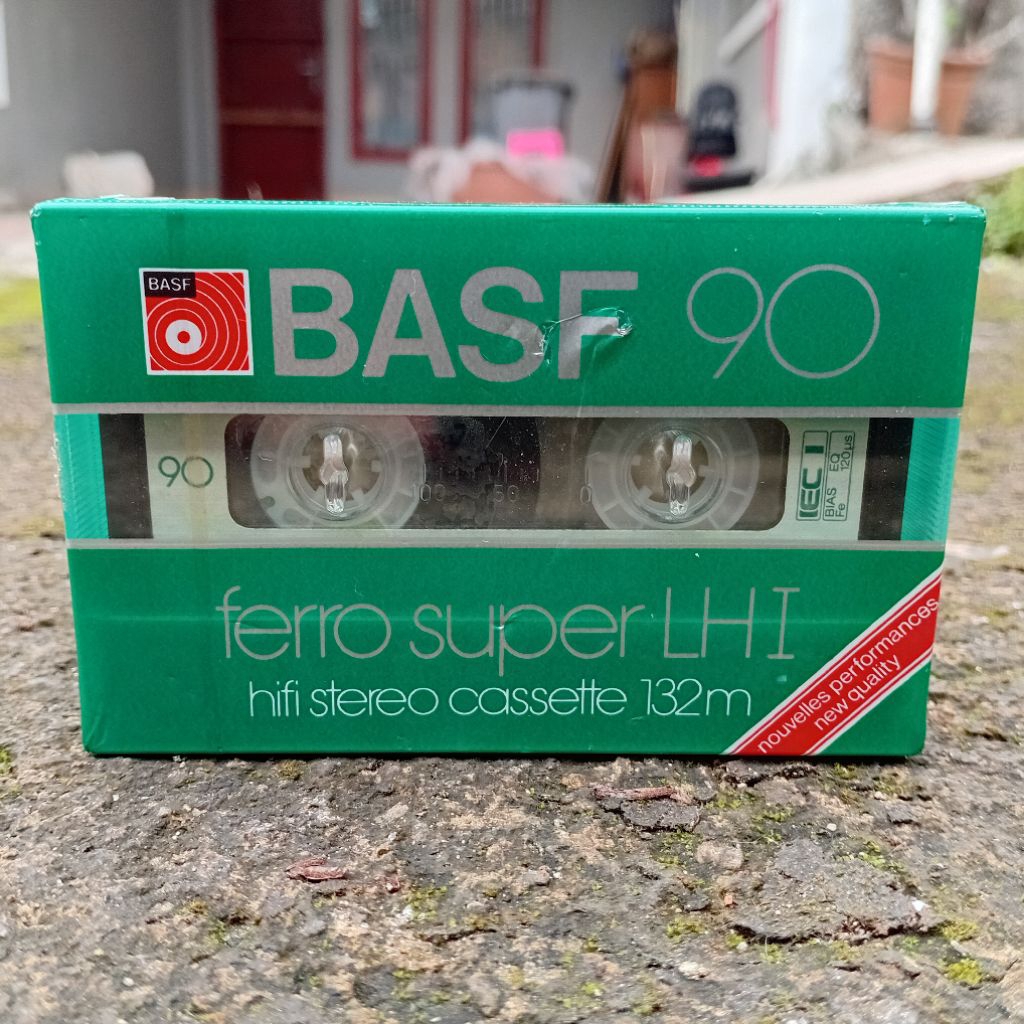 BASF
BASF 90
90
100 50 0
IEC I
BIAS Fe
EQ 120µs
ferro super LH I
hifi stereo cassette 132m
nouvelles performances
new quality